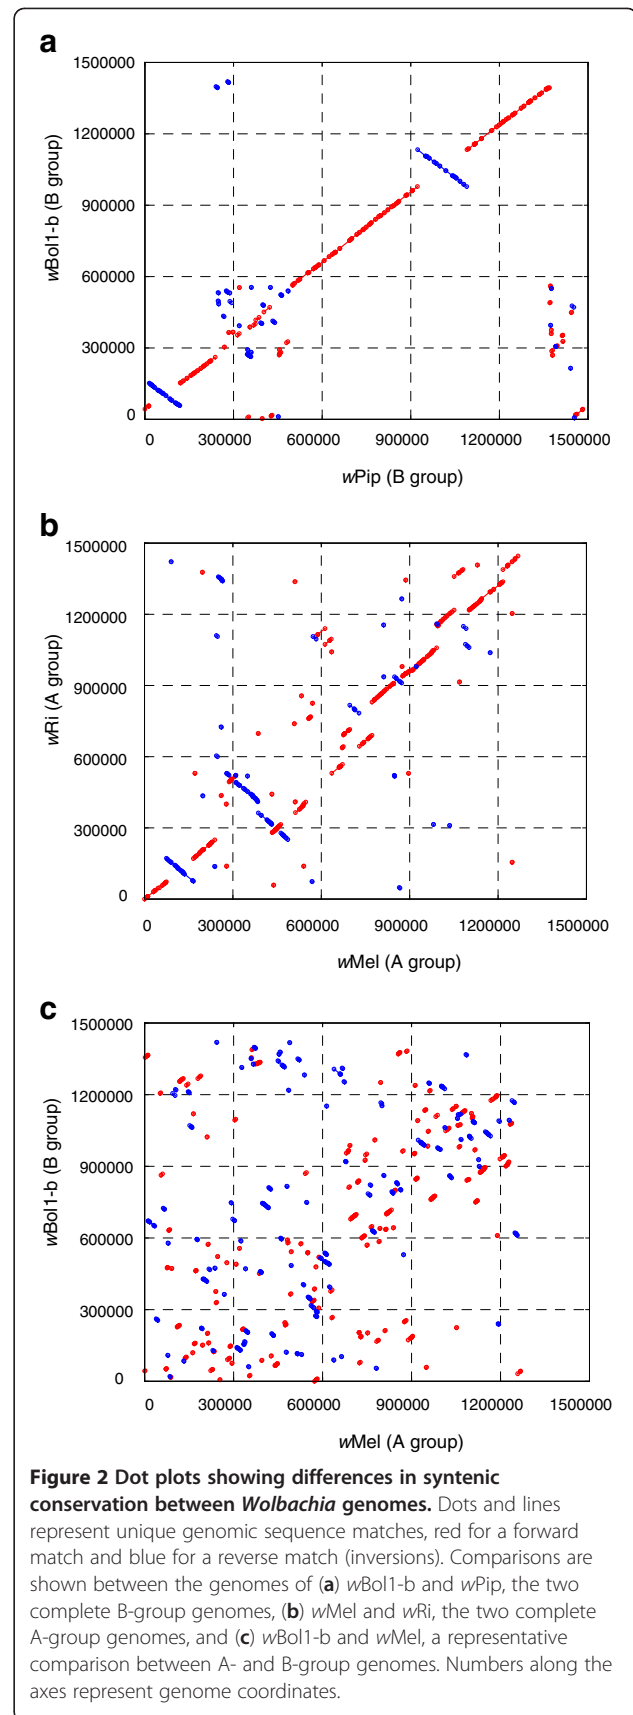 a
1500000
1200000
900000
600000
300000
0
wBol1-b (B group)
0 300000 600000 900000 1200000 1500000
wPip (B group)
b
1500000
1200000
900000
600000
300000
0
wRi (A group)
0 300000 600000 900000 1200000 1500000
wMel (A group)
c
1500000
1200000
900000
600000
300000
0
wBol1-b (B group)
0 300000 600000 900000 1200000 1500000
wMel (A group)
Figure 2 Dot plots showing differences in syntenic
conservation between Wolbachia genomes. Dots and lines
represent unique genomic sequence matches, red for a forward
match and blue for a reverse match (inversions). Comparisons are
shown between the genomes of (a) wBol1-b and wPip, the two
complete B-group genomes, (b) wMel and wRi, the two complete
A-group genomes, and (c) wBol1-b and wMel, a representative
comparison between A- and B-group genomes. Numbers along the
axes represent genome coordinates.